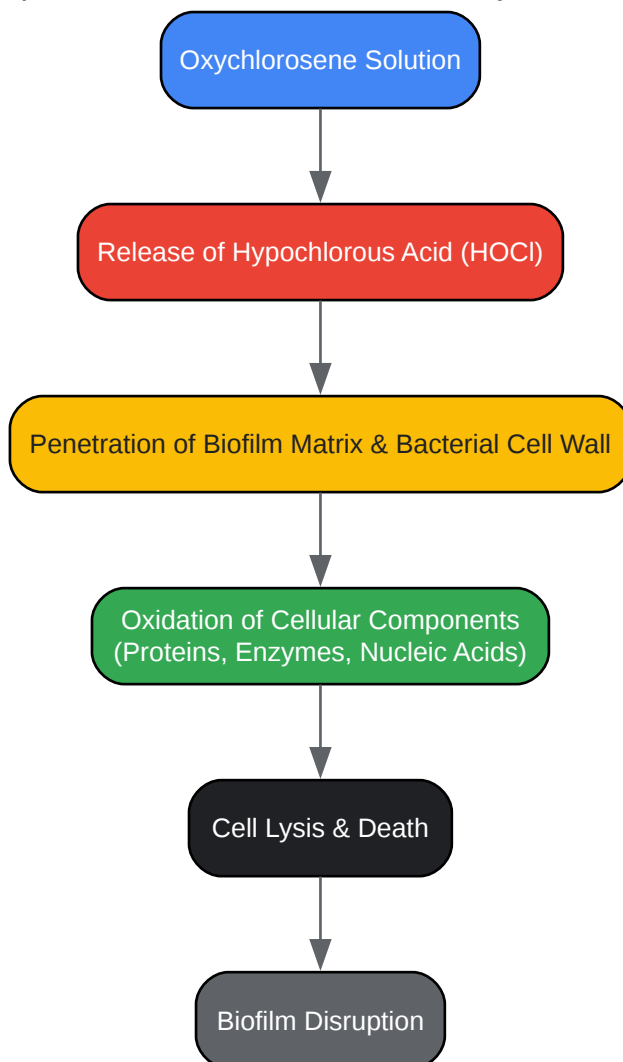 Oxychlorosene Solution
Release of Hypochlorous Acid (HOCl)
Penetration of Biofilm Matrix & Bacterial Cell Wall
Oxidation of Cellular Components
(Proteins, Enzymes, Nucleic Acids)
Cell Lysis & Death
Biofilm Disruption